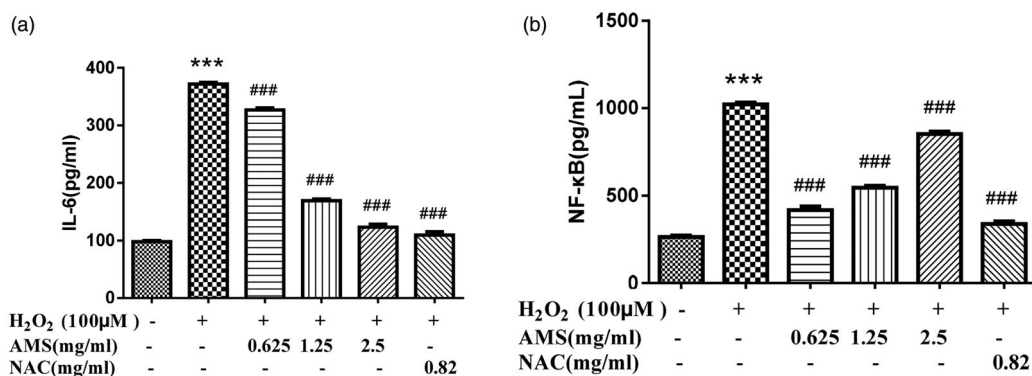 (a)
IL-6(pg/ml)
400
300
200
100
0
***
###
###
###
###
H₂O₂ (100μM ) - + + + + +
AMS(mg/ml) - - 0.625 1.25 2.5 -
NAC(mg/ml) - - - - - 0.82
(b)
NF-κB(pg/mL)
1500
1000
500
0
***
###
###
###
###
H₂O₂ (100μM ) - + + + + +
AMS(mg/ml) - - 0.625 1.25 2.5 -
NAC(mg/ml) - - - - - 0.82